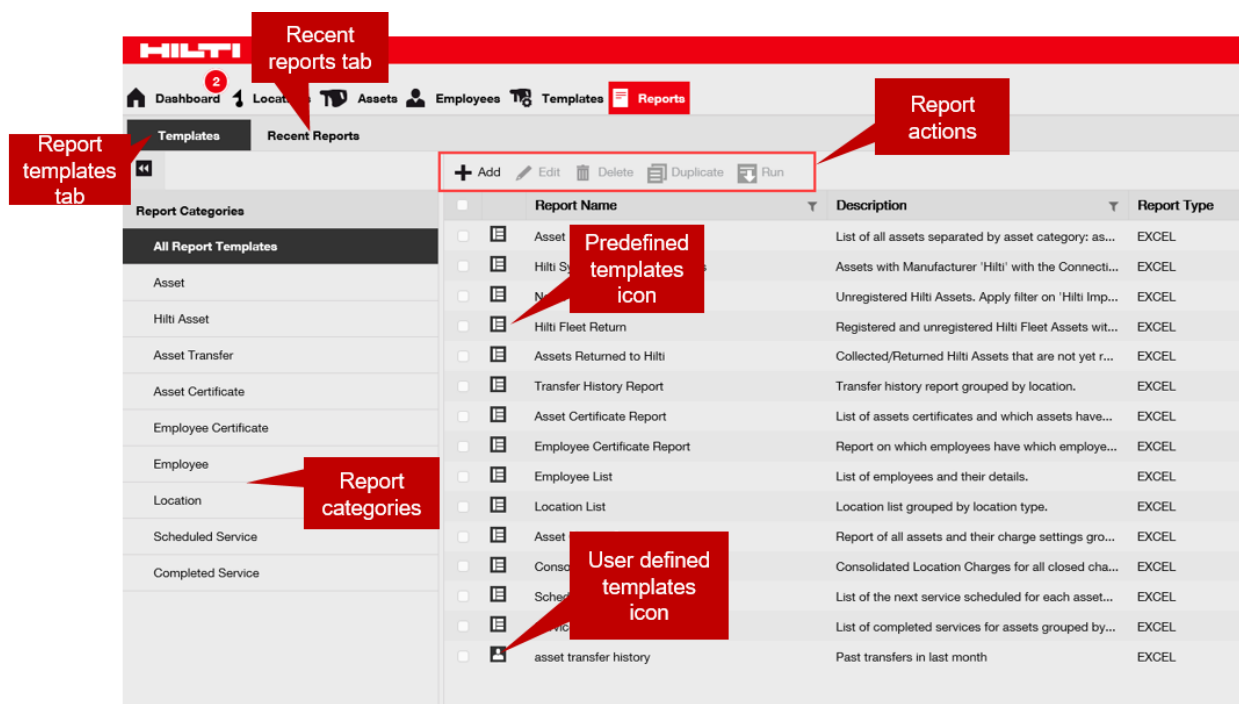 Recent
reports tab
HILTI
2
Dashboard
Assets
Employees
Templates
Reports
Report
actions
Templates
Recent Reports
Report
templates
tab
Add
Edit
Delete
Duplicate
Run
Report Categories
Report Name
Description
Report Type
All Report Templates
Asset
List of all assets separated by asset category: as...
EXCEL
Predefined
templates
icon
Hilti
Assets with Manufacturer 'Hilti' with the Connecti...
EXCEL
Asset
Unregistered Hilti Assets. Apply filter on 'Hilti Imp...
EXCEL
Hilti Asset
Hilti Fleet Return
Registered and unregistered Hilti Fleet Assets wit...
EXCEL
Asset Transfer
Assets Returned to Hilti
Collected/Returned Hilti Assets that are not yet r...
EXCEL
Asset Certificate
Transfer History Report
Transfer history report grouped by location.
EXCEL
Employee Certificate
Asset Certificate Report
List of assets certificates and which assets have...
EXCEL
Employee Certificate Report
Report on which employees have which employe...
EXCEL
Employee
Report
categories
Employee List
List of employees and their details.
EXCEL
Location
Location List
Location list grouped by location type.
EXCEL
Scheduled Service
Asset
Report of all assets and their charge settings gro...
EXCEL
User defined
templates
icon
Completed Service
Consolidated Location Charges for all closed cha...
EXCEL
List of the next service scheduled for each asset...
EXCEL
List of completed services for assets grouped by...
EXCEL
asset transfer history
Past transfers in last month
EXCEL